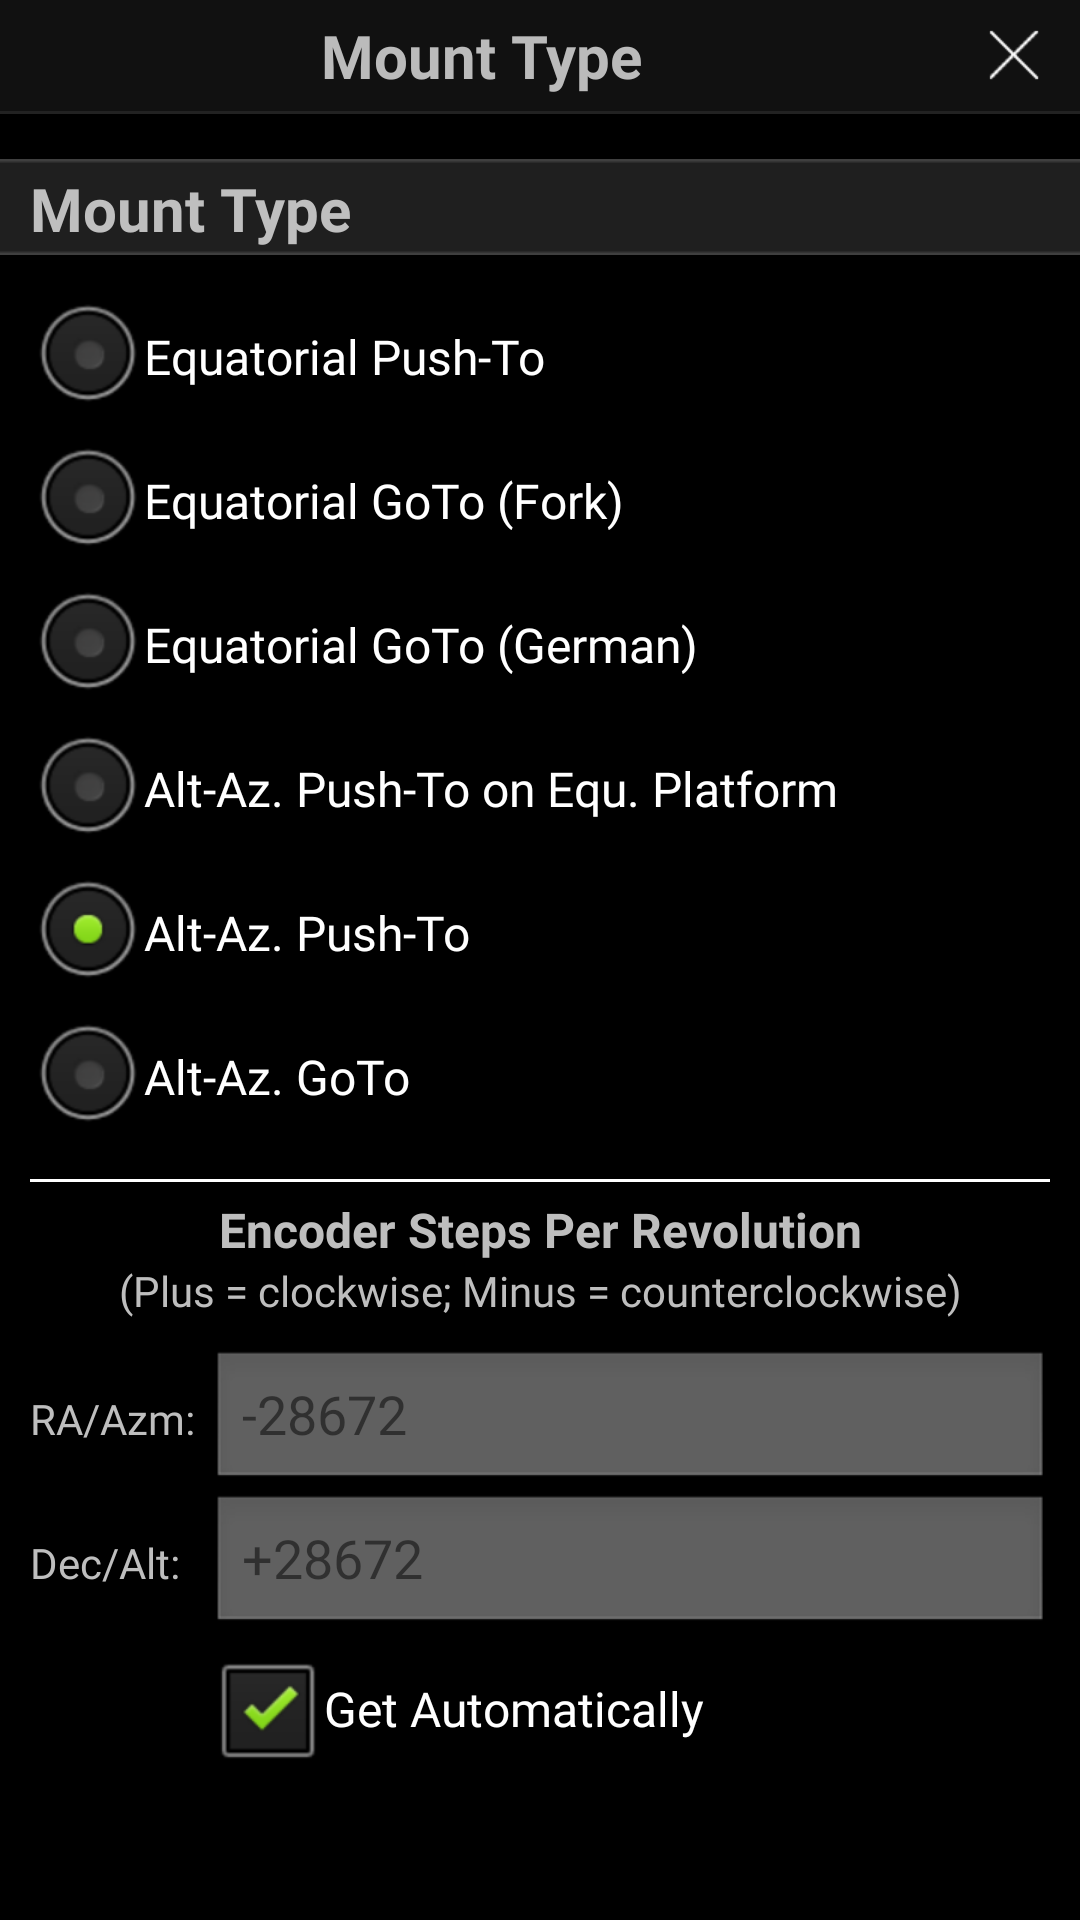 Mount Type
Mount Type
Equatorial Push-To
Equatorial GoTo (Fork)
Equatorial GoTo (German)
Alt-Az. Push-To on Equ. Platform
Alt-Az. Push-To
Alt-Az. GoTo
Encoder Steps Per Revolution
(Plus = clockwise; Minus = counterclockwise)
RA/Azm: -28672
Dec/Alt: +28672
Get Automatically